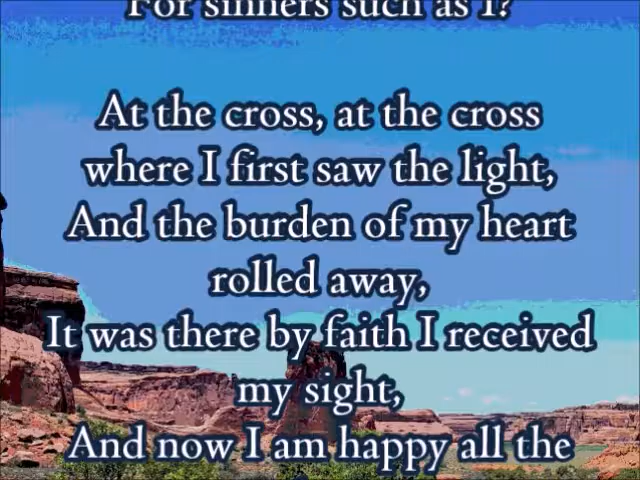 For sinners such as I?
At the cross, at the cross
where I first saw the light,
And the burden of my heart
rolled away,
It was there by faith I received
my sight,
And now I am happy all the